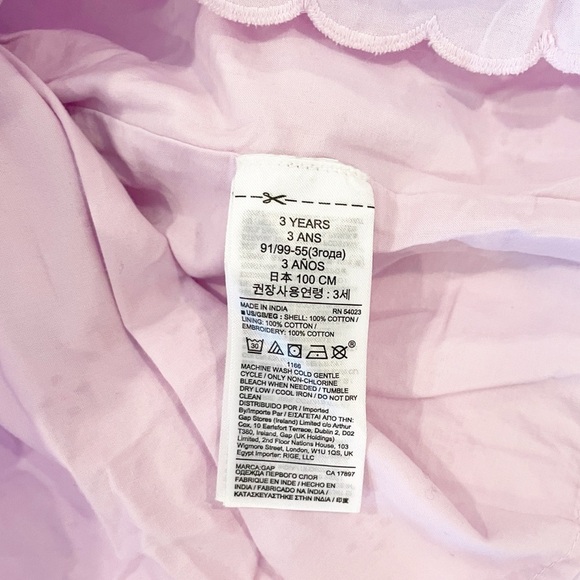 3 YEARS
3 ANS
91/99-55(3года)
3 AÑOS
日本 100 CM
권장사용연령 : 3세
MADE IN INDIA RN 54023
US/GB/EG : SHELL: 100% COTTON /
LINING: 100% COTTON /
EMBROIDERY: 100% COTTON
30
®
1166
MACHINE WASH COLD GENTLE
CYCLE / ONLY NON-CHLORINE
BLEACH WHEN NEEDED / TUMBLE
DRY LOW / COOL IRON / DO NOT DRY
CLEAN
DISTRIBUIDO POR / Imported
By/Importe Par / ΕΙΣΑΓΕΤΑΙ ΑΠΟ ΤΗΝ:
Gap Stores (Ireland) Limited c/o Arthur
Cox, 10 Earlsfort Terrace, Dublin 2, D02
T380, Ireland, Gap (UK Holdings)
Limited, 2nd Floor Nations House, 103
Wigmore Street, London, W1U 1QS, UK
Egypt Importer: RIGE, LLC
MARCA:GAP CA 17897
ОДЕЖДА ПЕРВОГО СЛОЯ
FABRIQUE EN INDE / HECHO EN
INDIA / FABRICADO NA ÍNDIA /
ΚΑΤΑΣΚΕΥΑΣΤΗΚΕ ΣΤΗΝ ΙΝΔΙΑ / 印度